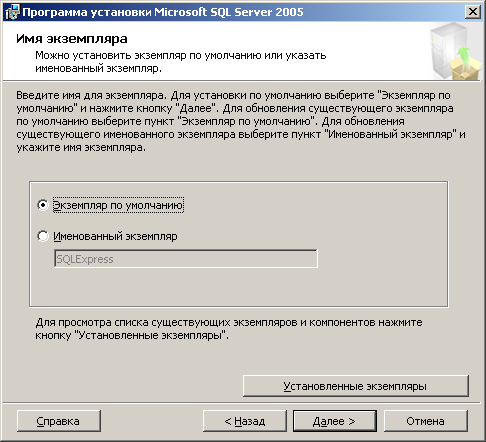 Программа установки Microsoft SQL Server 2005
Имя экземпляра
Можно установить экземпляр по умолчанию или указать
именованный экземпляр.
Введите имя для экземпляра. Для установки по умолчанию выберите "Экземпляр по
умолчанию" и нажмите кнопку "Далее". Для обновления существующего экземпляра
по умолчанию выберите пункт "Экземпляр по умолчанию". Для обновления
существующего именованного экземпляра выберите пункт "Именованный экземпляр" и
укажите имя экземпляра.
Экземпляр по умолчанию
Именованный экземпляр
SQLExpress
Для просмотра списка существующих экземпляров и компонентов нажмите
кнопку "Установленные экземпляры".
Установленные экземпляры
Справка
< Назад
Далее >
Отмена